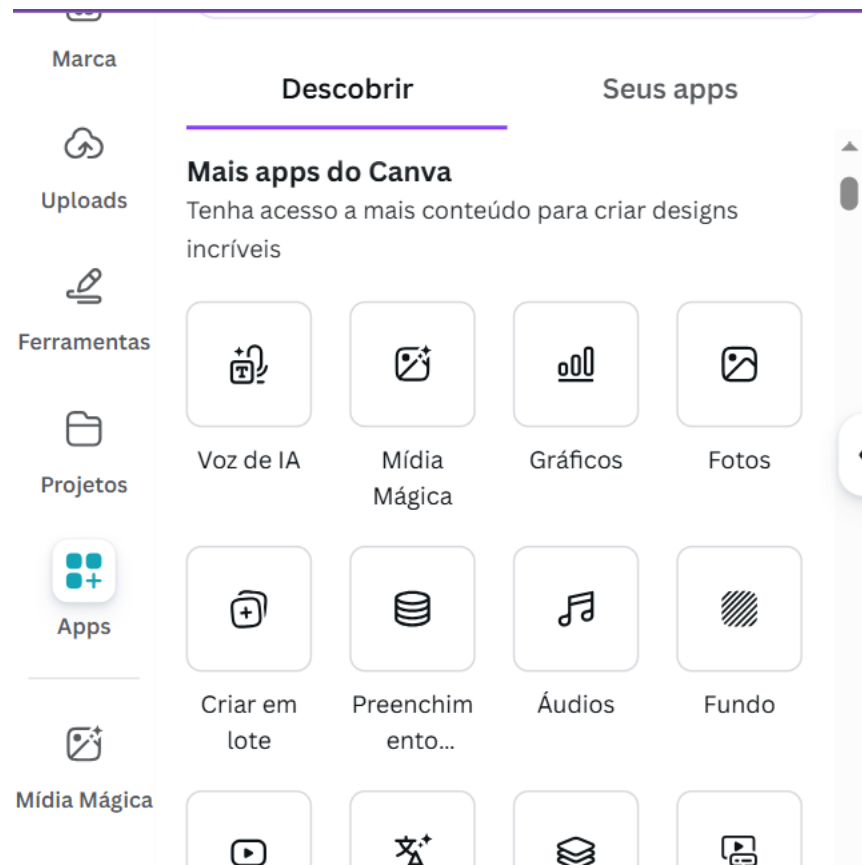 Marca
Uploads
Ferramentas
Projetos
Apps
Mídia Mágica
Descobrir
Seus apps
Mais apps do Canva
Tenha acesso a mais conteúdo para criar designs
incríveis
Voz de IA
Mídia
Mágica
Gráficos
Fotos
Criar em
lote
Preenchim
ento...
Áudios
Fundo